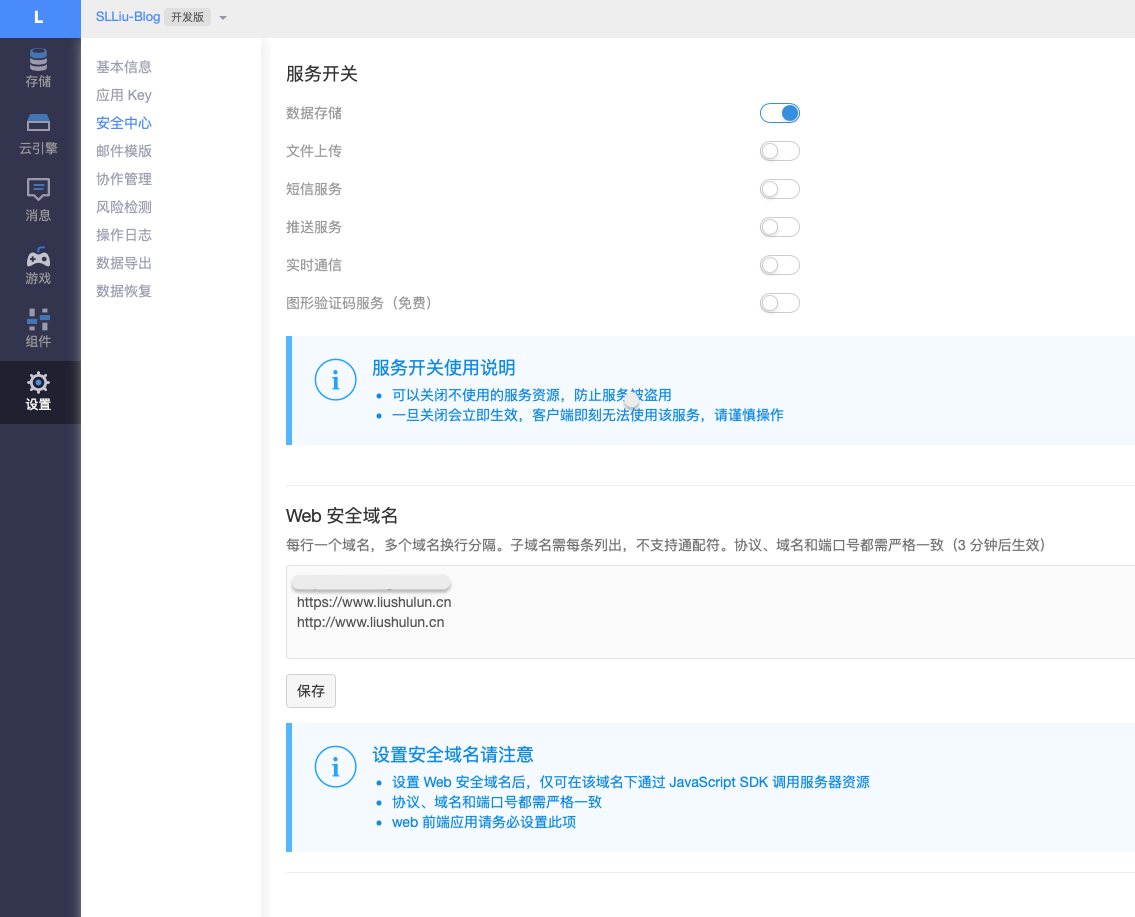 L
SLLiu-Blog 开发版
存储
云引擎
消息
游戏
组件
设置
基本信息
应用 Key
安全中心
邮件模版
协作管理
风险检测
操作日志
数据导出
数据恢复
服务开关
数据存储
文件上传
短信服务
推送服务
实时通信
图形验证码服务（免费）
服务开关使用说明
可以关闭不使用的服务资源，防止服务被盗用
一旦关闭会立即生效，客户端即刻无法使用该服务，请谨慎操作
Web 安全域名
每行一个域名，多个域名换行分隔。子域名需每条列出，不支持通配符。协议、域名和端口号都需严格一致（3 分钟后生效）
https://www.liushulun.cn
http://www.liushulun.cn
保存
设置安全域名请注意
设置 Web 安全域名后，仅可在该域名下通过 JavaScript SDK 调用服务器资源
协议、域名和端口号都需严格一致
web 前端应用请务必设置此项